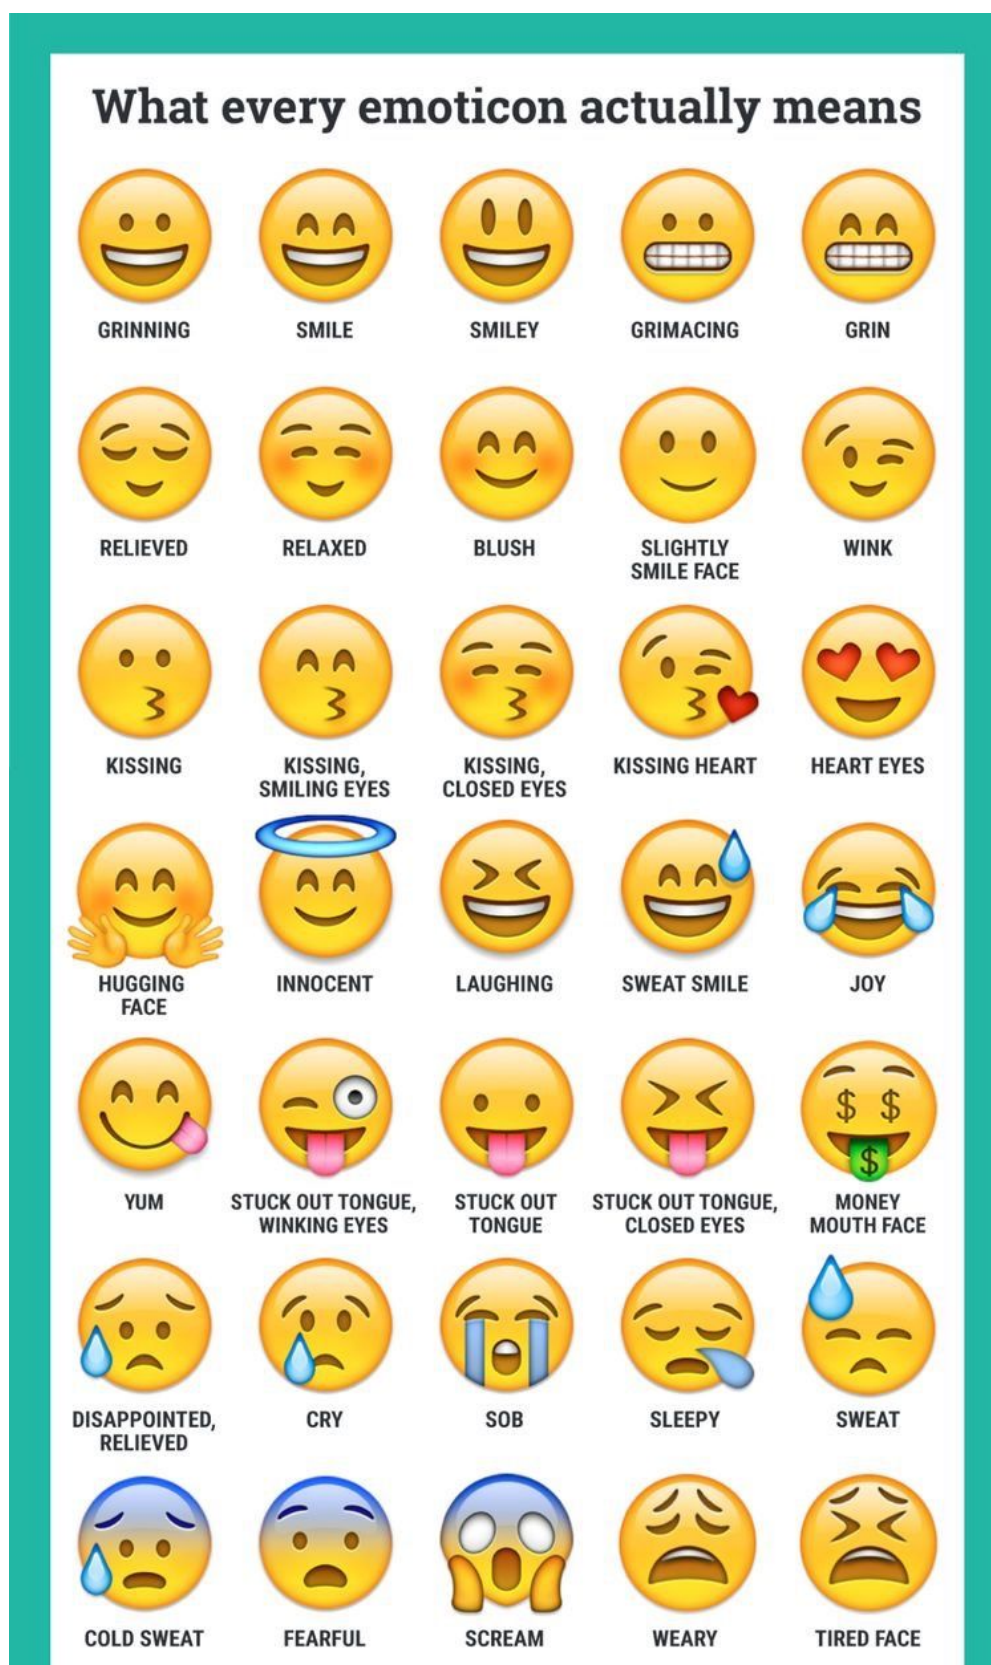 What every emoticon actually means
GRINNING
SMILE
SMILEY
GRIMACING
GRIN
RELIEVED
RELAXED
BLUSH
SLIGHTLY
SMILE FACE
WINK
KISSING
KISSING,
SMILING EYES
KISSING,
CLOSED EYES
KISSING HEART
HEART EYES
HUGGING
FACE
INNOCENT
LAUGHING
SWEAT SMILE
JOY
$ $
$
YUM
STUCK OUT TONGUE,
WINKING EYES
STUCK OUT
TONGUE
STUCK OUT TONGUE,
CLOSED EYES
MONEY
MOUTH FACE
DISAPPOINTED,
RELIEVED
CRY
SOB
SLEEPY
SWEAT
COLD SWEAT
FEARFUL
SCREAM
WEARY
TIRED FACE